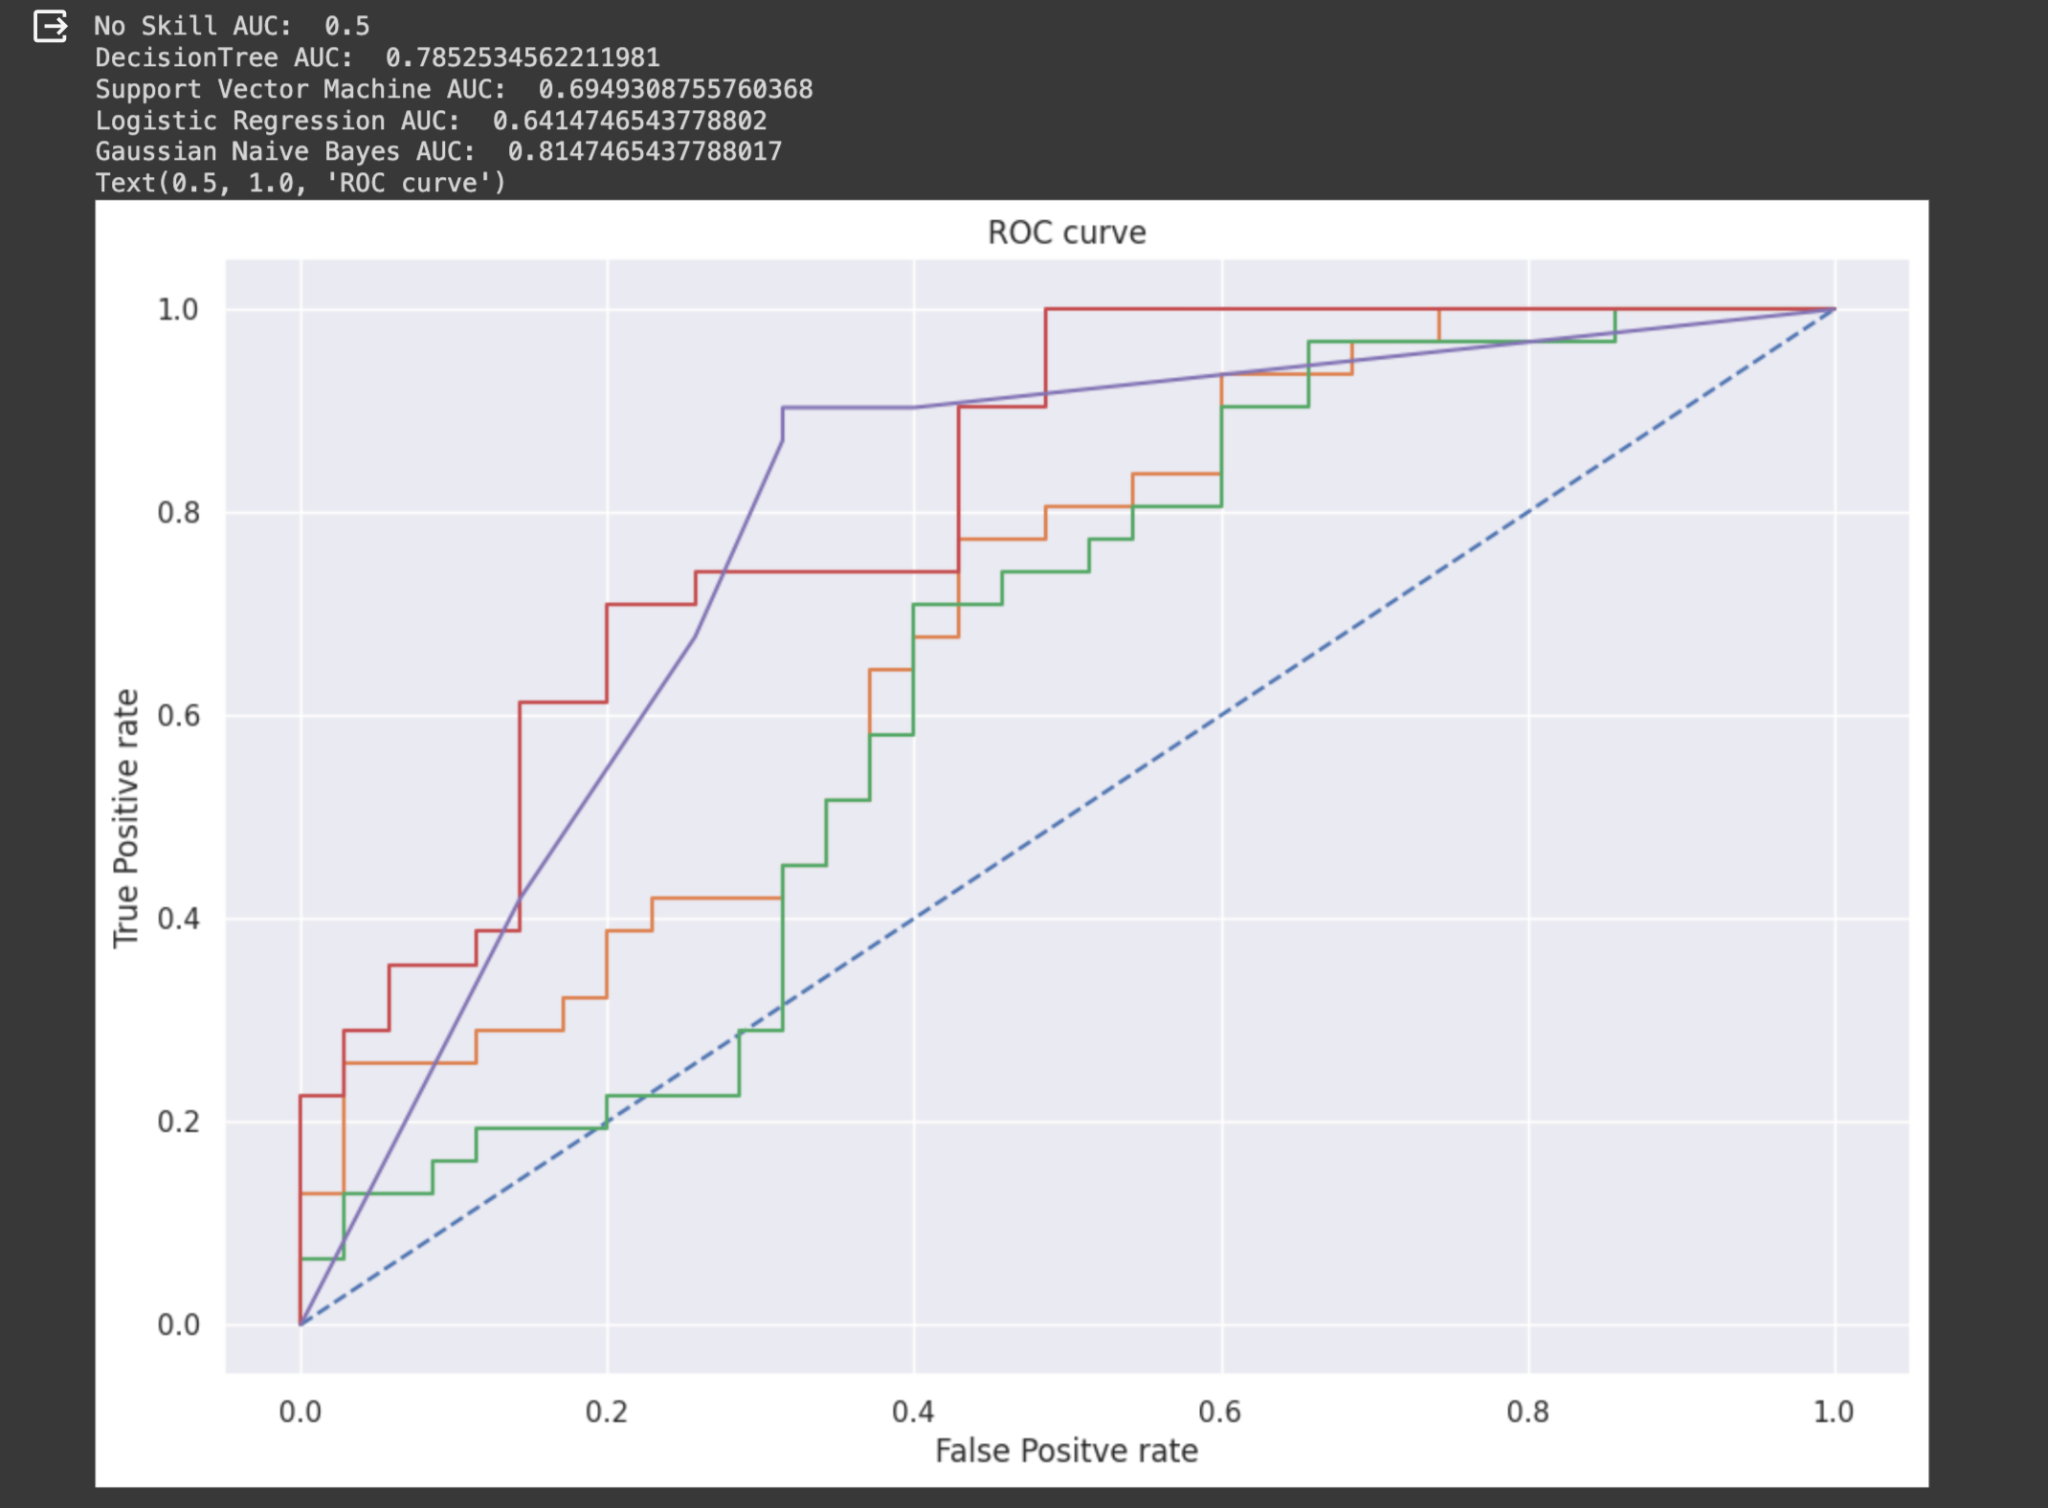 No Skill AUC:  0.5
DecisionTree AUC:  0.7852534562211981
Support Vector Machine AUC:  0.6949308755760368
Logistic Regression AUC:  0.6414746543778802
Gaussian Naive Bayes AUC:  0.8147465437788017
Text(0.5, 1.0, 'ROC curve')
ROC curve
1.0
0.8
0.6
0.4
0.2
0.0
True Positive rate
0.0 0.2 0.4 0.6 0.8 1.0
False Positve rate